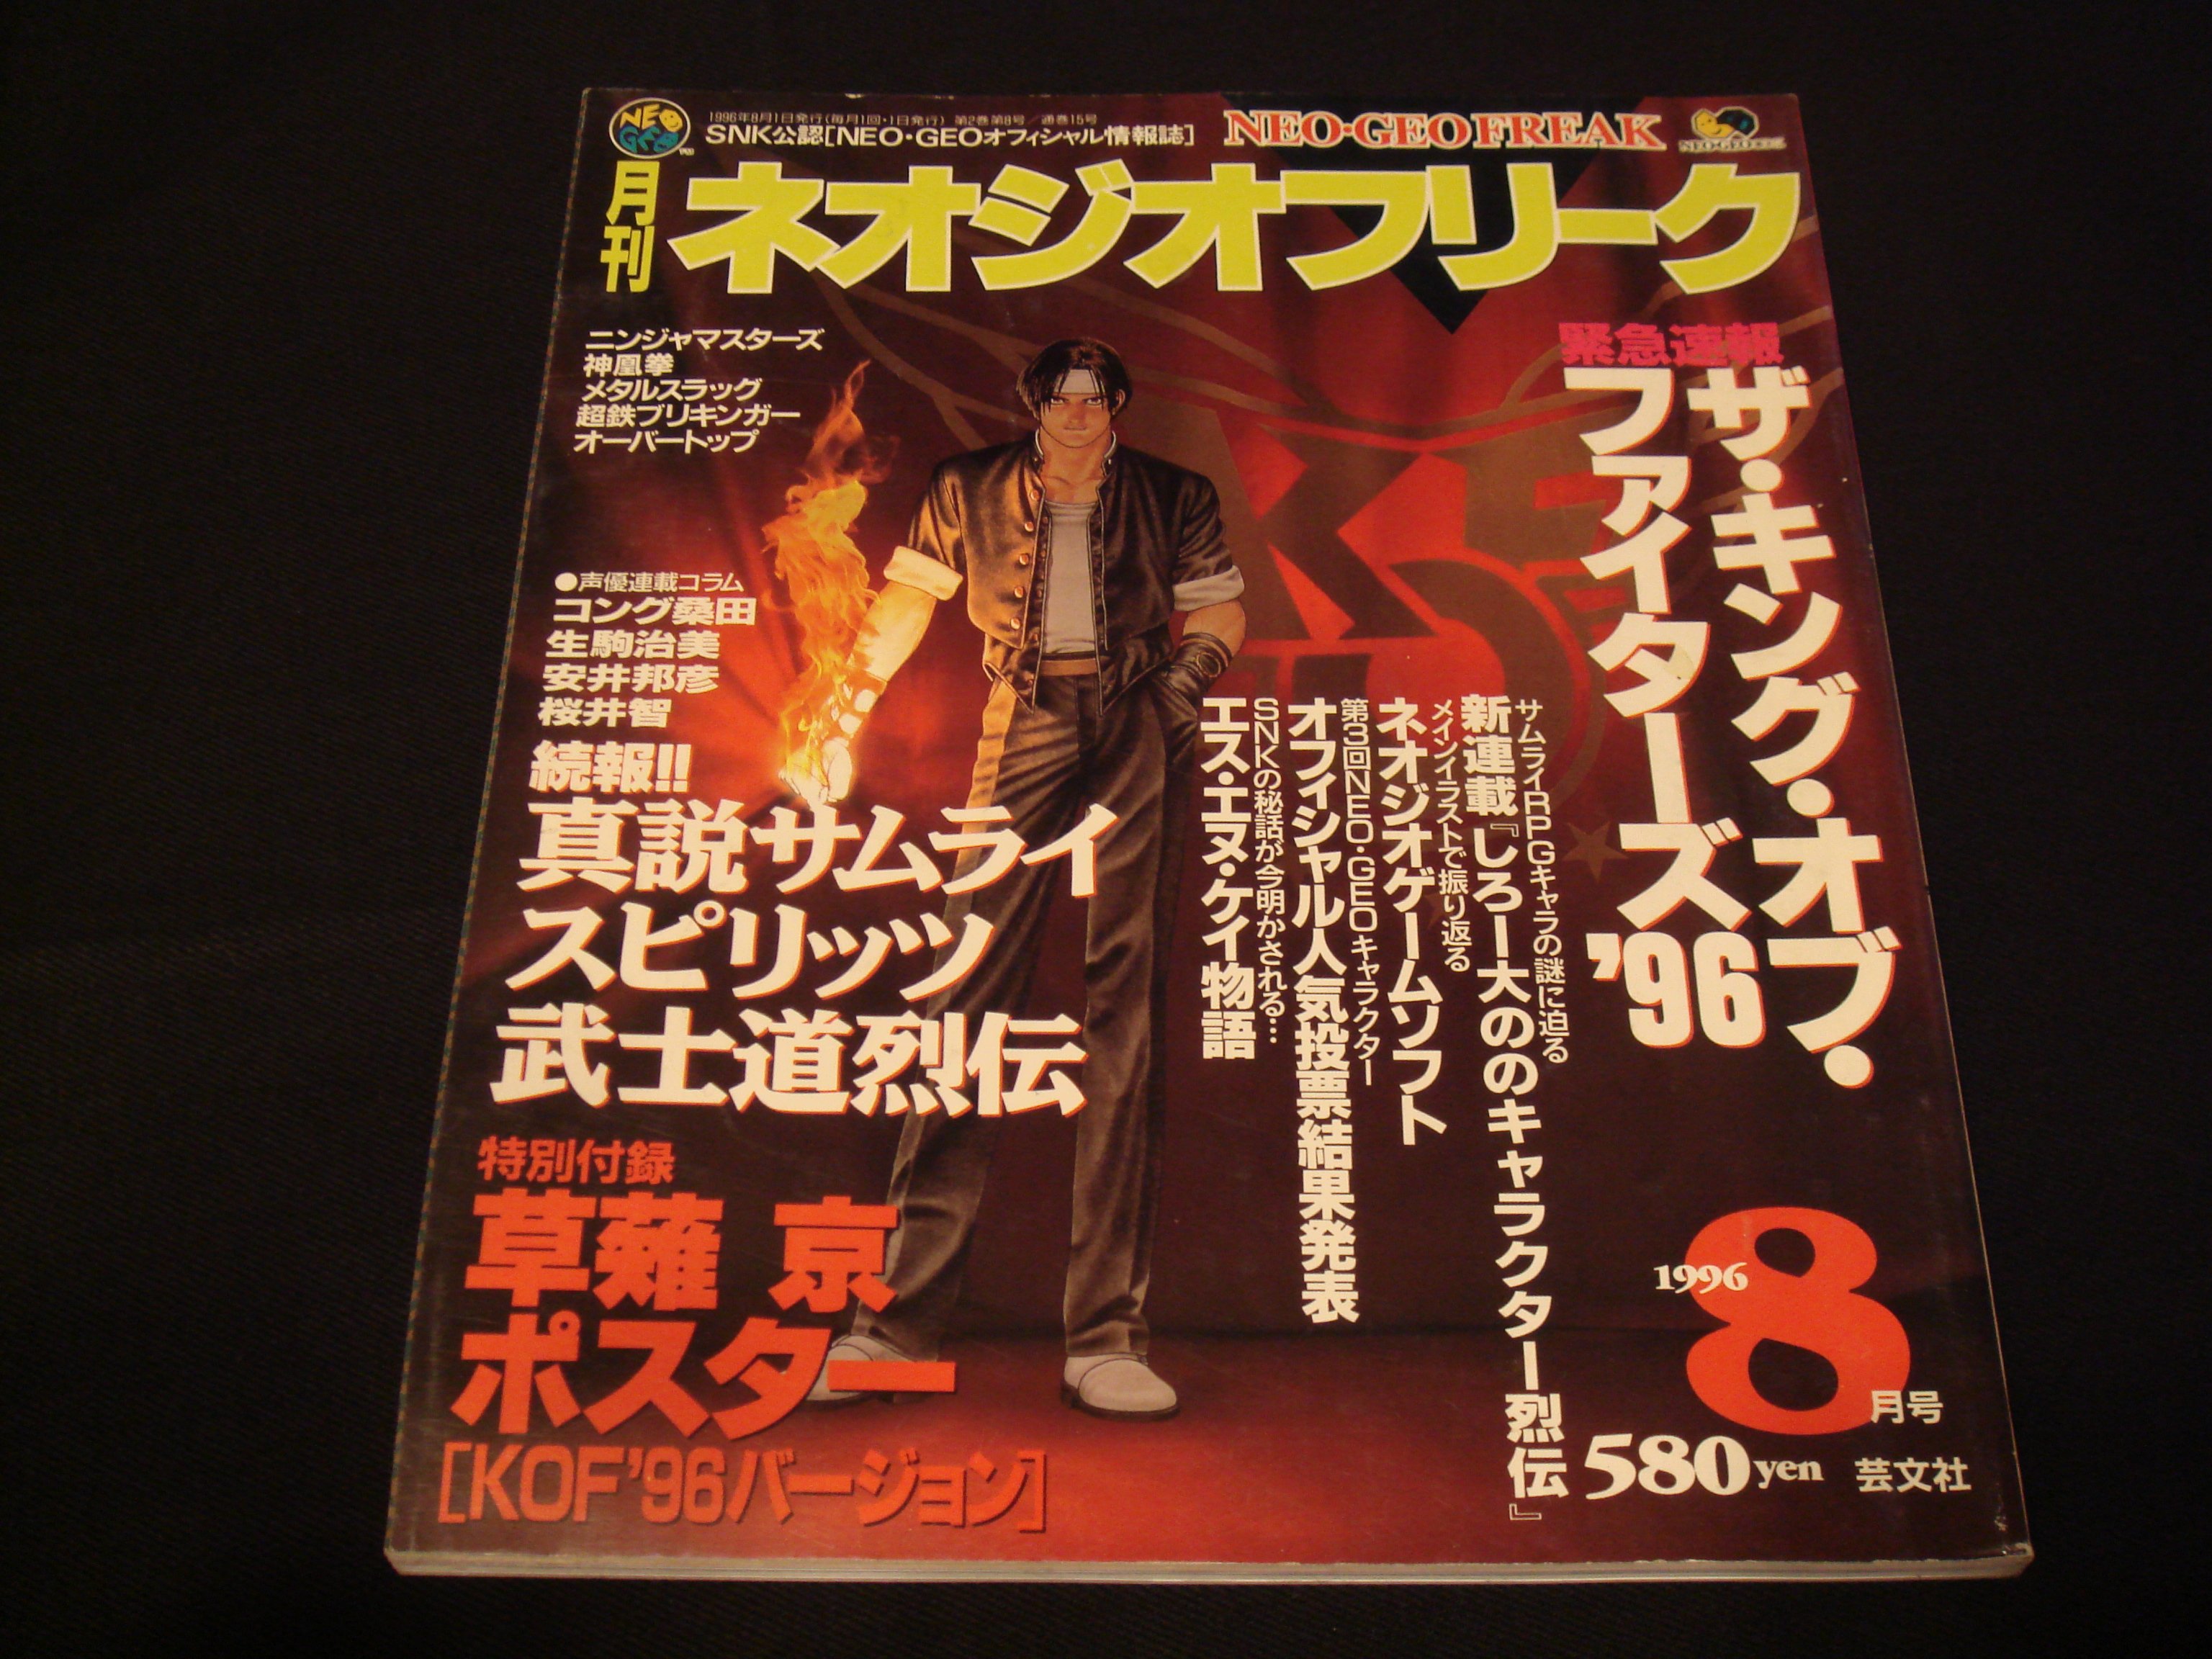 NEO GEO
1996年8月1日発行(毎月1回・1日発行) 第2巻第8号/通巻15号
SNK公認[NEO・GEOオフィシャル情報誌]
NEO・GEO FREAK
月刊
ネオジオフリーク
ニンジャマスターズ
神凰拳
メタルスラッグ
超鉄ブリキンガー
オーバートップ
緊急速報
ザ・キング・オブ・
ファイターズ'96
●声優連載コラム
コング桑田
生駒治美
安井邦彦
桜井智
続報!!
真説サムライ
スピリッツ
武士道烈伝
サムライRPGキャラの謎に迫る
新連載『しろー大ののキャラクター烈伝』
メインイラストで振り返る
ネオジオゲームソフト
第3回NEO・GEOキャラクター
オフィシャル人気投票結果発表
SNKの秘話が今明かされる…
エス・エヌ・ケイ物語
特別付録
草薙 京
ポスター
[KOF'96バージョン]
1996
8月号
580yen
芸文社